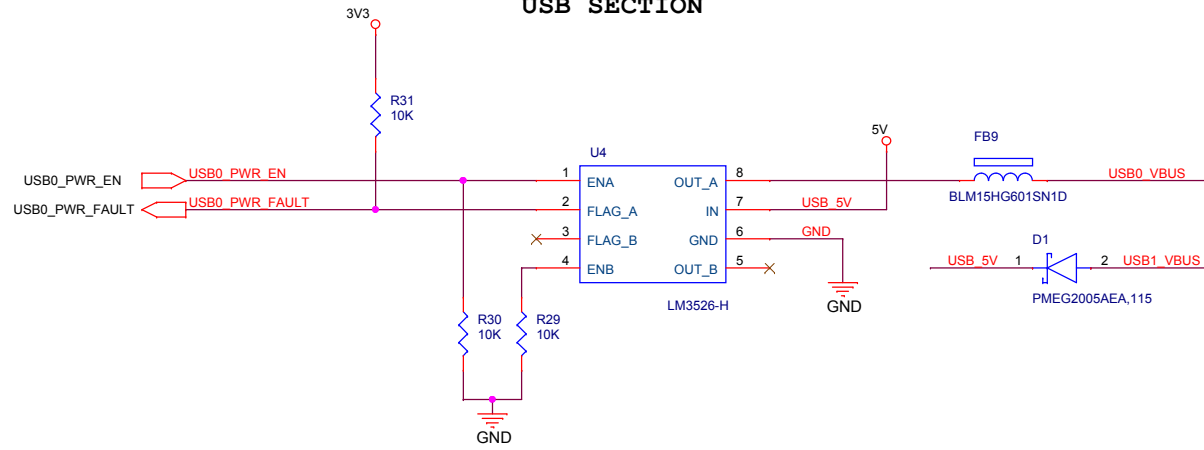 USB SECTION
3V3
R31
10K
5V
FB9
U4
USB0_PWR_EN
USB0_PWR_EN
1
ENA
OUT_A
8
USB0_VBUS
BLM15HG601SN1D
USB0_PWR_FAULT
USB0_PWR_FAULT
2
FLAG_A
IN
7
USB_5V
3
FLAG_B
GND
6
GND
D1
4
ENB
OUT_B
5
USB_5V
1
2
USB1_VBUS
LM3526-H
GND
PMEG2005AEA,115
R30
10K
R29
10K
GND